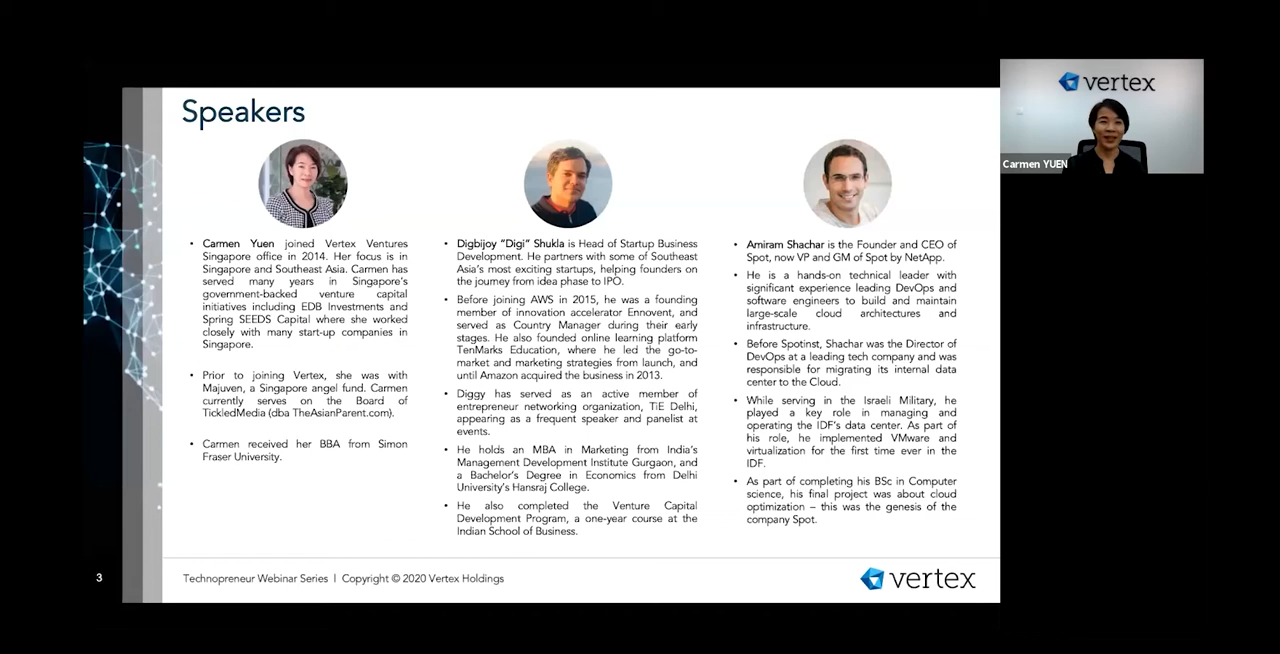 Speakers
• Carmen Yuen joined Vertex Ventures
Singapore office in 2014. Her focus is in
Singapore and Southeast Asia. Carmen has
served many years in Singapore's
government-backed venture capital
initiatives including EDB Investments and
Spring SEEDS Capital where she worked
closely with many start-up companies in
Singapore.
• Prior to joining Vertex, she was with
Majuven, a Singapore angel fund. Carmen
currently serves on the Board of
TickledMedia (dba TheAsianParent.com).
• Carmen received her BBA from Simon
Fraser University.
• Digbijoy "Digi" Shukla is Head of Startup Business
Development. He partners with some of Southeast
Asia's most exciting startups, helping founders on
the journey from idea phase to IPO.
• Before joining AWS in 2015, he was a founding
member of innovation accelerator Ennovent, and
served as Country Manager during their early
stages. He also founded online learning platform
TenMarks Education, where he led the go-to-
market and marketing strategies from launch, and
until Amazon acquired the business in 2013.
• Diggy has served as an active member of
entrepreneur networking organization, TiE Delhi,
appearing as a frequent speaker and panelist at
events.
• He holds an MBA in Marketing from India's
Management Development Institute Gurgaon, and
a Bachelor's Degree in Economics from Delhi
University's Hansraj College.
• He also completed the Venture Capital
Development Program, a one-year course at the
Indian School of Business.
• Amiram Shachar is the Founder and CEO of
Spot, now VP and GM of Spot by NetApp.
• He is a hands-on technical leader with
significant experience leading DevOps and
software engineers to build and maintain
large-scale cloud architectures and
infrastructure.
• Before Spotinst, Shachar was the Director of
DevOps at a leading tech company and was
responsible for migrating its internal data
center to the Cloud.
• While serving in the Israeli Military, he
played a key role in managing and
operating the IDF's data center. As part of
his role, he implemented VMware and
virtualization for the first time ever in the
IDF.
• As part of completing his BSc in Computer
science, his final project was about cloud
optimization – this was the genesis of the
company Spot.
3
Technopreneur Webinar Series | Copyright © 2020 Vertex Holdings
vertex
vertex
Carmen YUEN